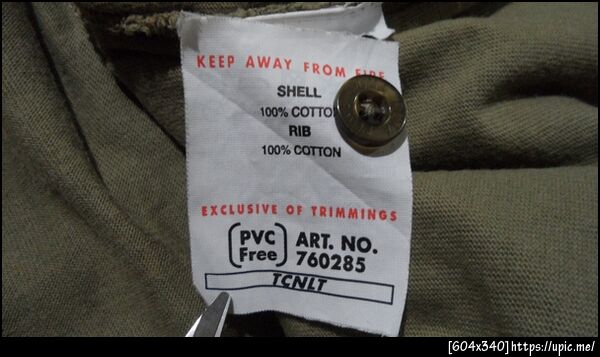 KEEP AWAY FROM FIRE
SHELL
100% COTTON
RIB
100% COTTON
EXCLUSIVE OF TRIMMINGS
(PVC Free) ART. NO.
760285
TCNLT
[604x340]https://upic.me/